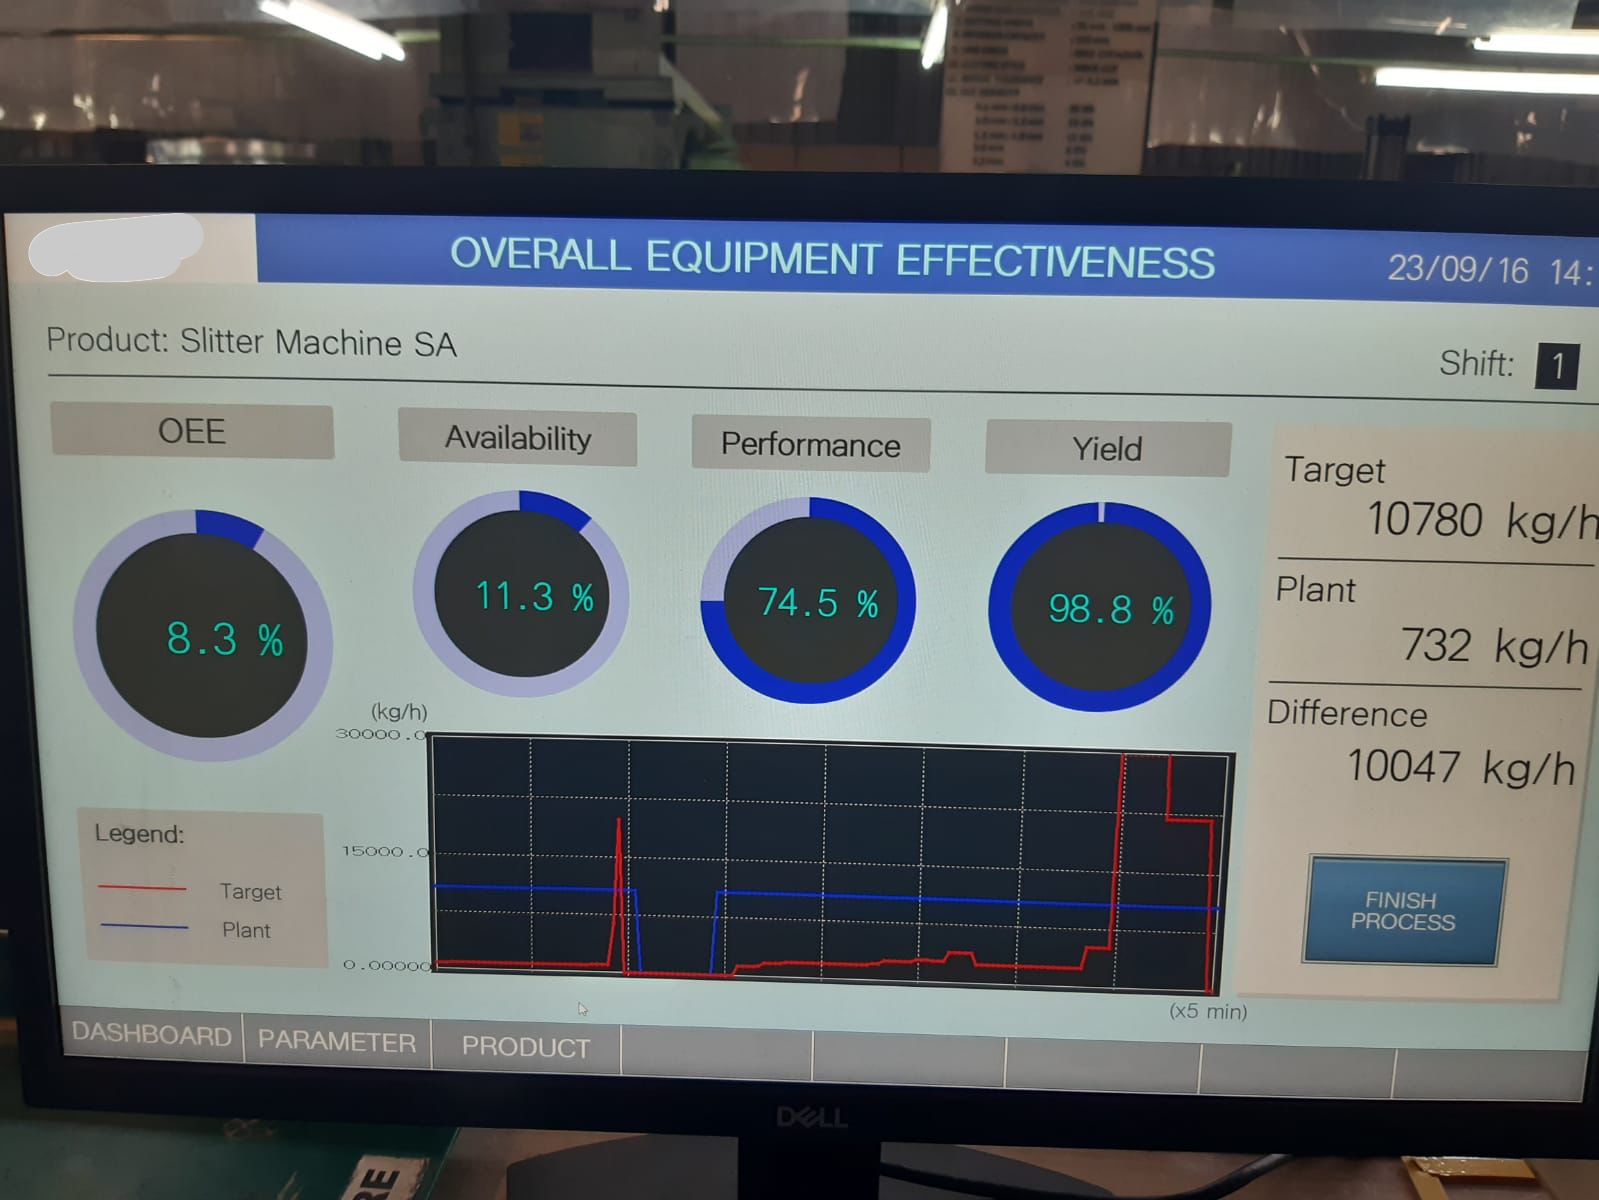 OVERALL EQUIPMENT EFFECTIVENESS
23/09/16 14:
Product: Slitter Machine SA
Shift: 1
OEE
Availability
Performance
Yield
8.3 %
11.3 %
74.5 %
98.8 %
Target
10780 kg/h
Plant
732 kg/h
Difference
10047 kg/h
FINISH
PROCESS
(kg/h)
30000.0
15000.0
0.00000
(x5 min)
Legend:
Target
Plant
DASHBOARD
PARAMETER
PRODUCT
DELL
RE